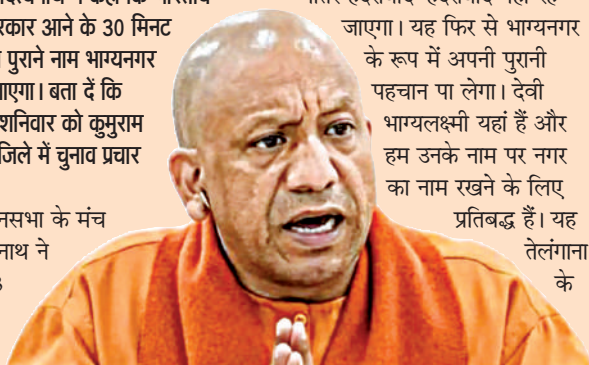 रकार आने के 30 मिनट
पुराने नाम भाग्यनगर
एगा। बता दें कि
शनिवार को कुमुराम
जिले में चुनाव प्रचार
नसभा के मंच
नाथ ने
जाएगा। यह फिर से भाग्यनगर
के रूप में अपनी पुरानी
पहचान पा लेगा। देवी
भाग्यलक्ष्मी यहां हैं और
हम उनके नाम पर नगर
का नाम रखने के लिए
प्रतिबद्ध हैं। यह
तेलंगाना
के